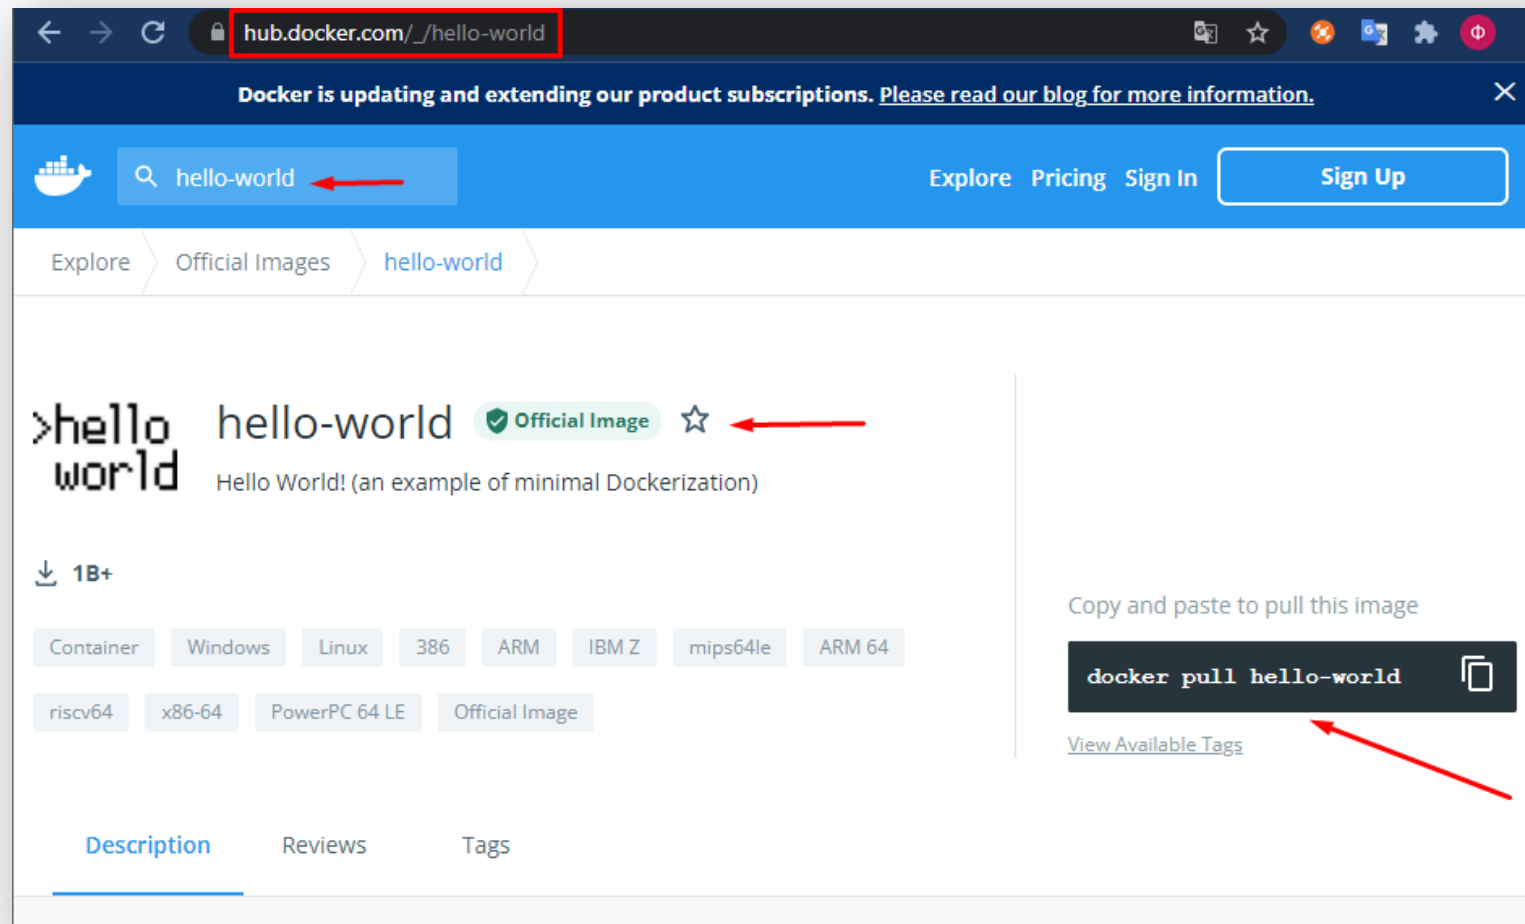 hub.docker.com/_/hello-world
Ф
Docker is updating and extending our product subscriptions. Please read our blog for more information.
hello-world
Explore Pricing Sign In Sign Up
Explore Official Images hello-world
>hello
world
hello-world Official Image
Hello World! (an example of minimal Dockerization)
1B+
Container Windows Linux 386 ARM IBM Z mips64le ARM 64
riscv64 x86-64 PowerPC 64 LE Official Image
Copy and paste to pull this image
docker pull hello-world
View Available Tags
Description Reviews Tags